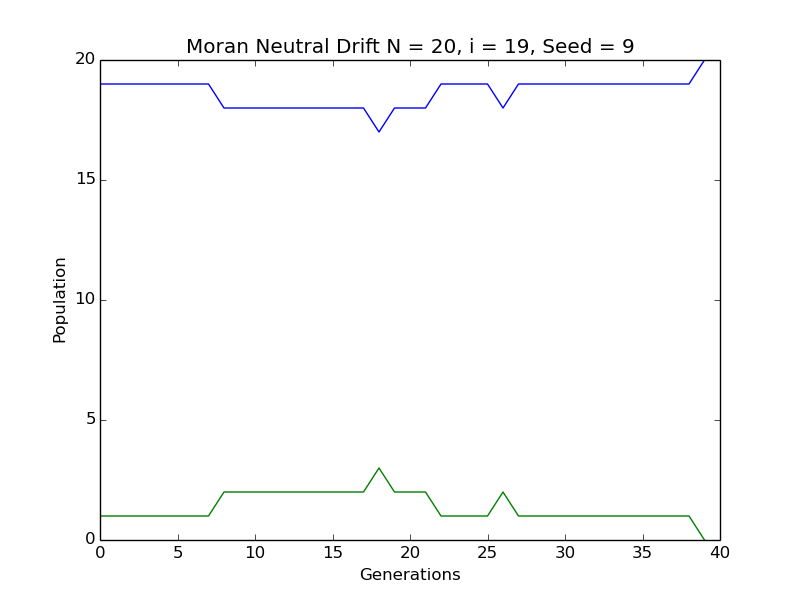 Moran Neutral Drift N = 20, i = 19, Seed = 9
20
15
10
5
0
Population
0 5 10 15 20 25 30 35 40
Generations